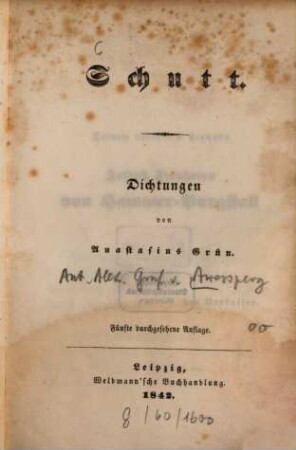 Schutt.
Dichtungen
von
Anastasius Grün.
Ant. Alex. Graf v. Auersperg
Fünfte durchgesehene Auflage.
Leipzig,
Weidmann'sche Buchhandlung.
1842.
8/60/1600